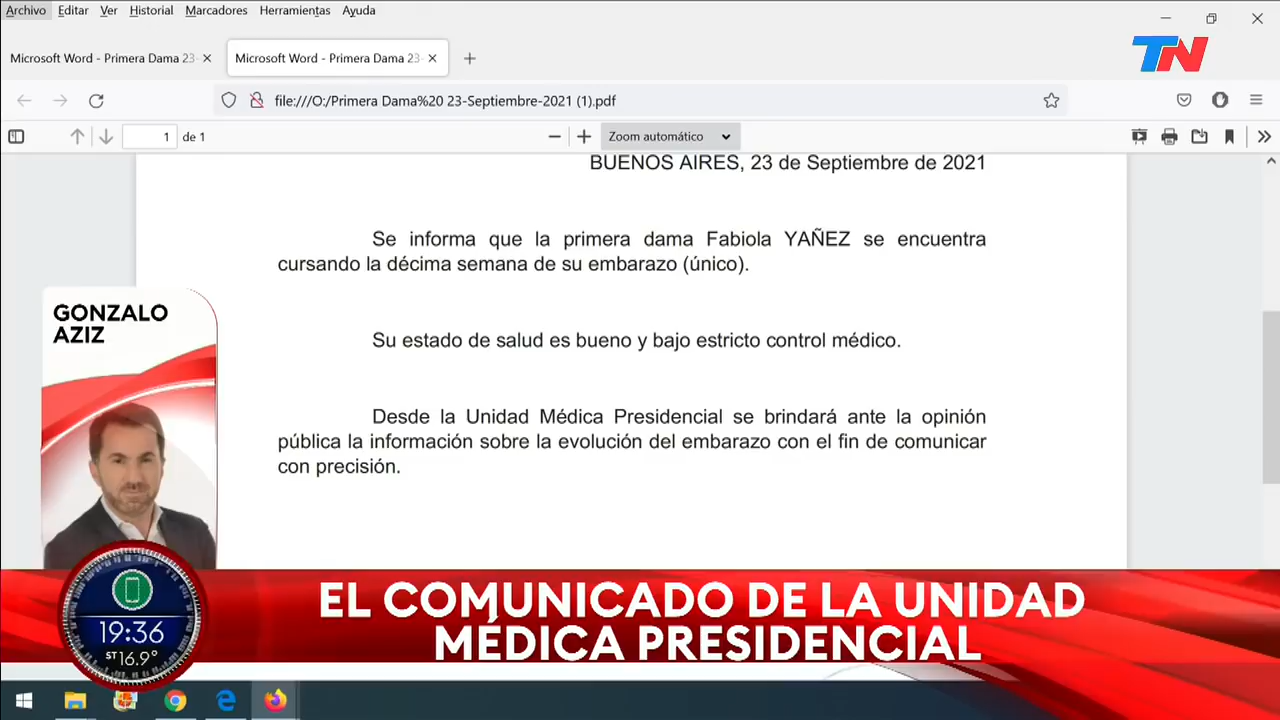 Archivo Editar Ver Historial Marcadores Herramientas Ayuda
Microsoft Word - Primera Dama 23-
Microsoft Word - Primera Dama 23-
TN
file:///O:/Primera Dama%20 23-Septiembre-2021 (1).pdf
1 de 1
Zoom automático
BUENOS AIRES, 23 de Septiembre de 2021
Se informa que la primera dama Fabiola YAÑEZ se encuentra
cursando la décima semana de su embarazo (único).
Su estado de salud es bueno y bajo estricto control médico.
Desde la Unidad Médica Presidencial se brindará ante la opinión
pública la información sobre la evolución del embarazo con el fin de comunicar
con precisión.
GONZALO
AZIZ
EL COMUNICADO DE LA UNIDAD
MÉDICA PRESIDENCIAL
19:36
ST 16.9°